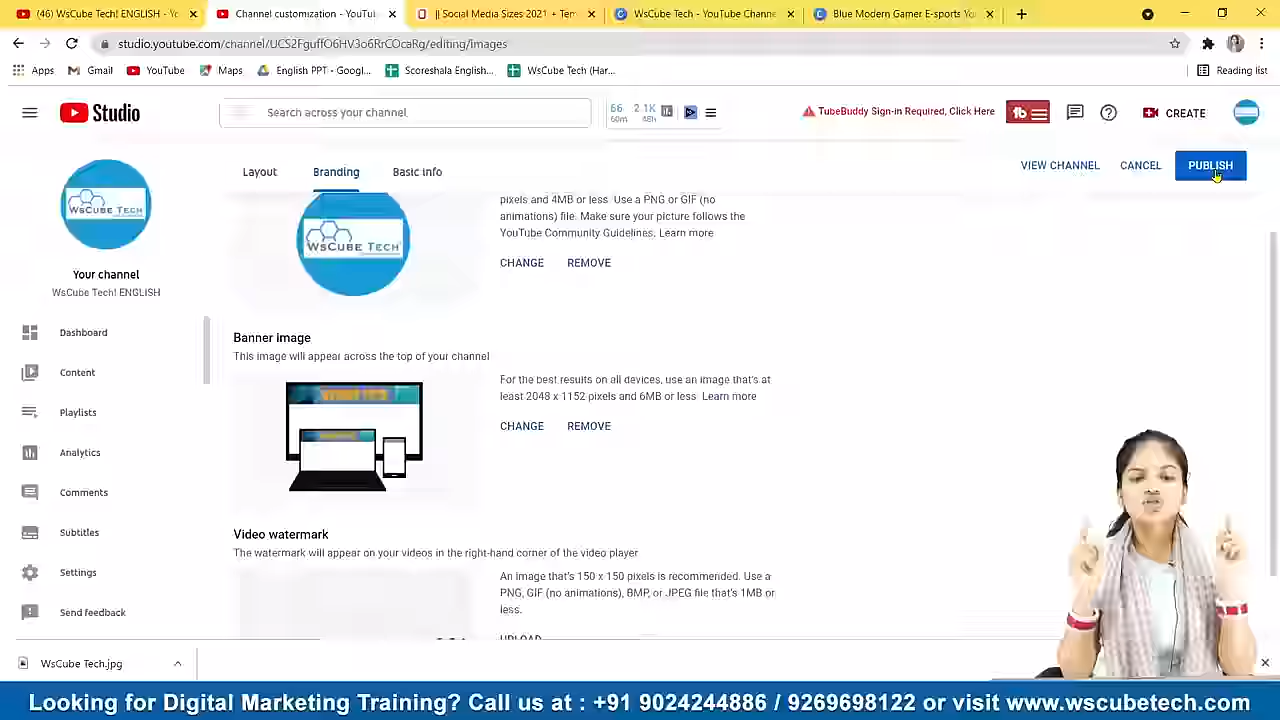 (46) WsCube Tech! ENGLISH - Yo
Channel customization - YouTu
|| Social Media Sizes 2021 + Tem
WsCube Tech - YouTube Channe
Blue Modern Gamer E-sports Yo
studio.youtube.com/channel/UCS2FguffO6HV3o6RrCOcaRg/editing/images
Apps
Gmail
YouTube
Maps
English PPT - Googl...
Scoreshala English...
WsCube Tech (Har...
Reading list
Studio
Search across your channel
66
60m
2.1K
48h
TubeBuddy Sign-in Required, Click Here
tb
CREATE
Layout
Branding
Basic info
VIEW CHANNEL
CANCEL
PUBLISH
WsCube Tech
Your channel
WsCube Tech! ENGLISH
Dashboard
Content
Playlists
Analytics
Comments
Subtitles
Settings
Send feedback
WsCube Tech
pixels and 4MB or less. Use a PNG or GIF (no
animations) file. Make sure your picture follows the
YouTube Community Guidelines. Learn more
CHANGE
REMOVE
Banner image
This image will appear across the top of your channel
For the best results on all devices, use an image that's at
least 2048 x 1152 pixels and 6MB or less. Learn more
CHANGE
REMOVE
Video watermark
The watermark will appear on your videos in the right-hand corner of the video player
An image that's 150 x 150 pixels is recommended. Use a
PNG, GIF (no animations), BMP, or JPEG file that's 1MB or
less.
UPLOAD
WsCube Tech.jpg
Looking for Digital Marketing Training? Call us at : +91 9024244886 / 9269698122 or visit www.wscubetech.com